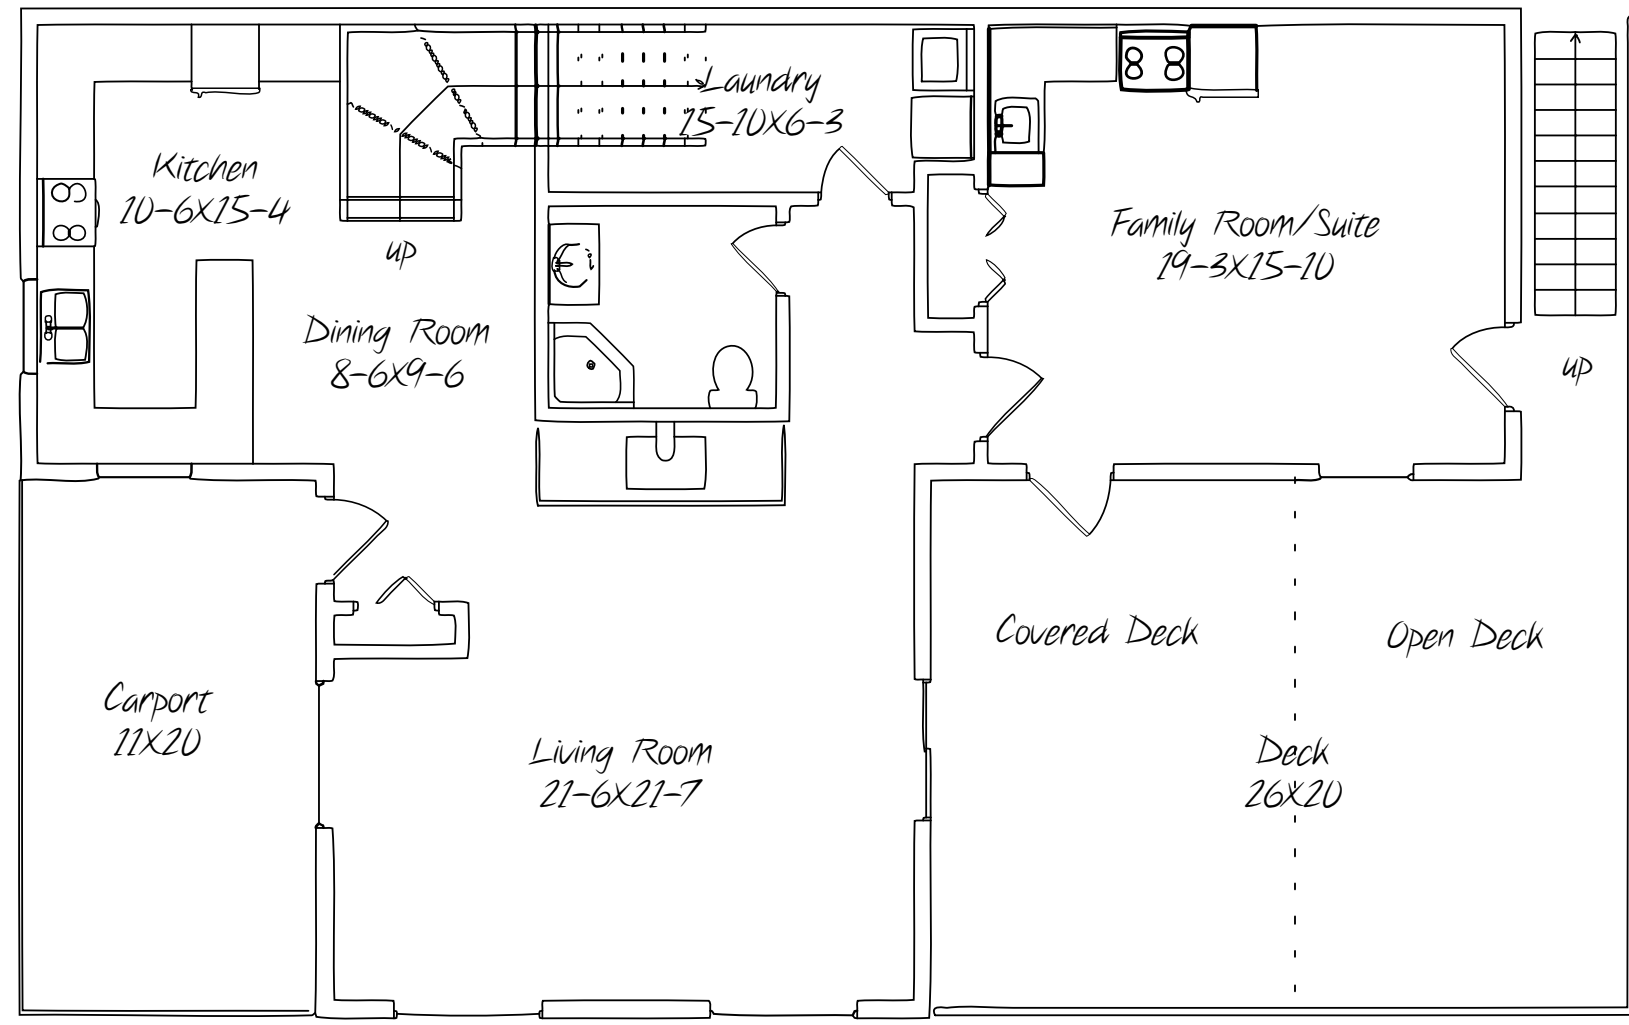 Laundry
15-10X6-3
Kitchen
10-6X15-4
up
Family Room/Suite
19-3X15-10
Dining Room
8-6X9-6
up
Covered Deck
Open Deck
Carport
11X20
Living Room
21-6X21-7
Deck
26X20